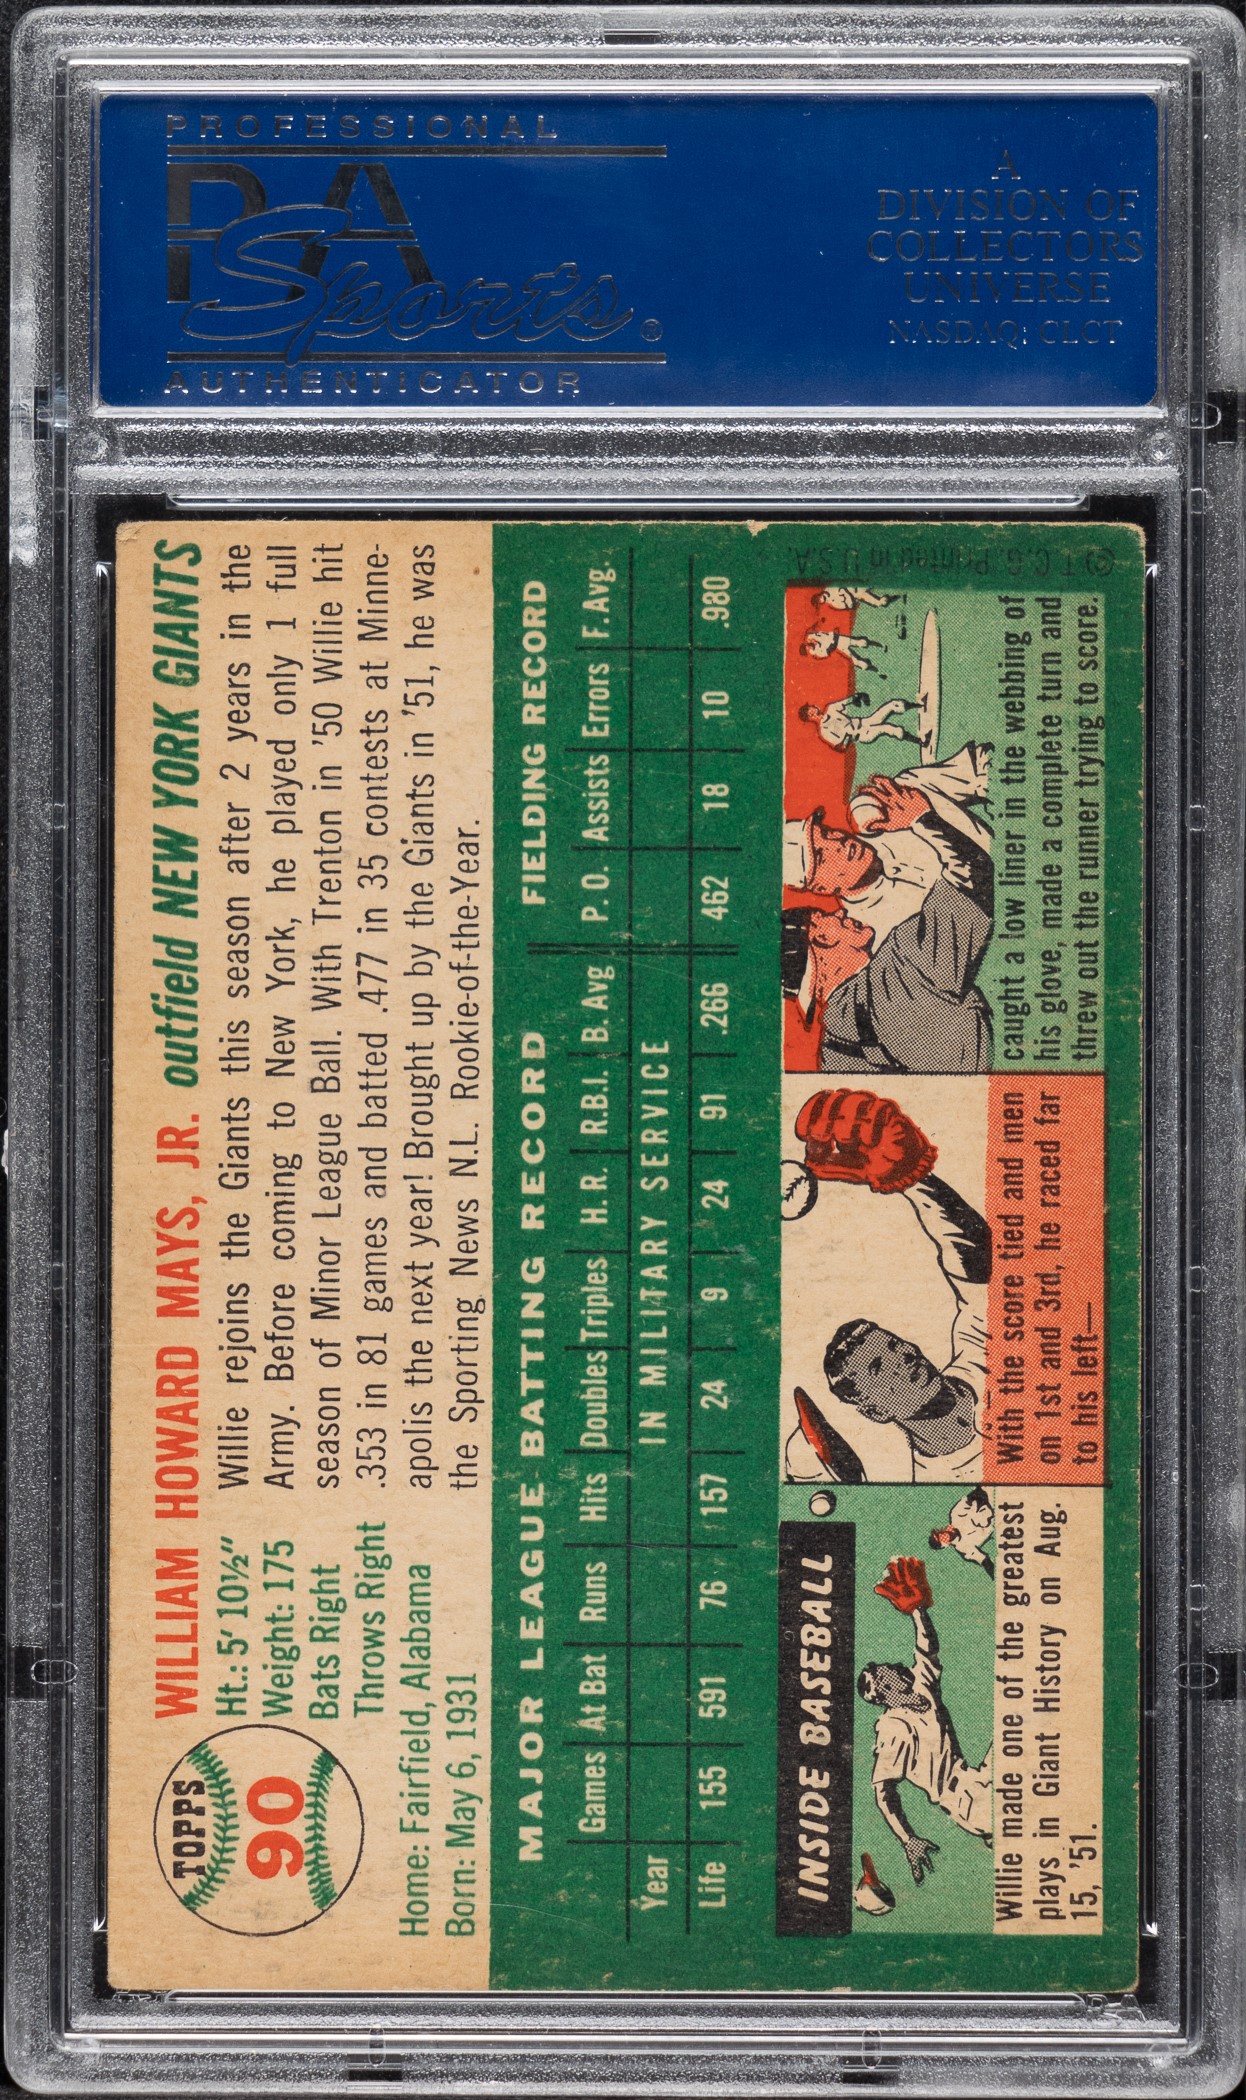 PROFESSIONAL
PSA
Sports®
AUTHENTICATOR
A
DIVISION OF
COLLECTORS
UNIVERSE
NASDAQ: CLCT
TOPPS
90
WILLIAM HOWARD MAYS, JR. outfield NEW YORK GIANTS
Ht.: 5' 10½"
Weight: 175
Bats Right
Throws Right
Home: Fairfield, Alabama
Born: May 6, 1931
Willie rejoins the Giants this season after 2 years in the
Army. Before coming to New York, he played only 1 full
season of Minor League Ball. With Trenton in '50 Willie hit
.353 in 81 games and batted .477 in 35 contests at Minne-
apolis the next year! Brought up by the Giants in '51, he was
the Sporting News N.L. Rookie-of-the-Year.
MAJOR LEAGUE BATTING RECORD FIELDING RECORD
Games At Bat Runs Hits Doubles Triples H.R. R.B.I. B. Avg. P. O. Assists Errors F. Avg.
Year IN MILITARY SERVICE
Life 155 591 76 157 24 9 24 91 .266 462 18 10 .980
INSIDE BASEBALL
Willie made one of the greatest
plays in Giant History on Aug.
15, '51.
With the score tied and men
on 1st and 3rd, he raced far
to his left—
caught a low liner in the webbing of
his glove, made a complete turn and
threw out the runner trying to score.
© T.C.G. Printed in U.S.A.
PSA